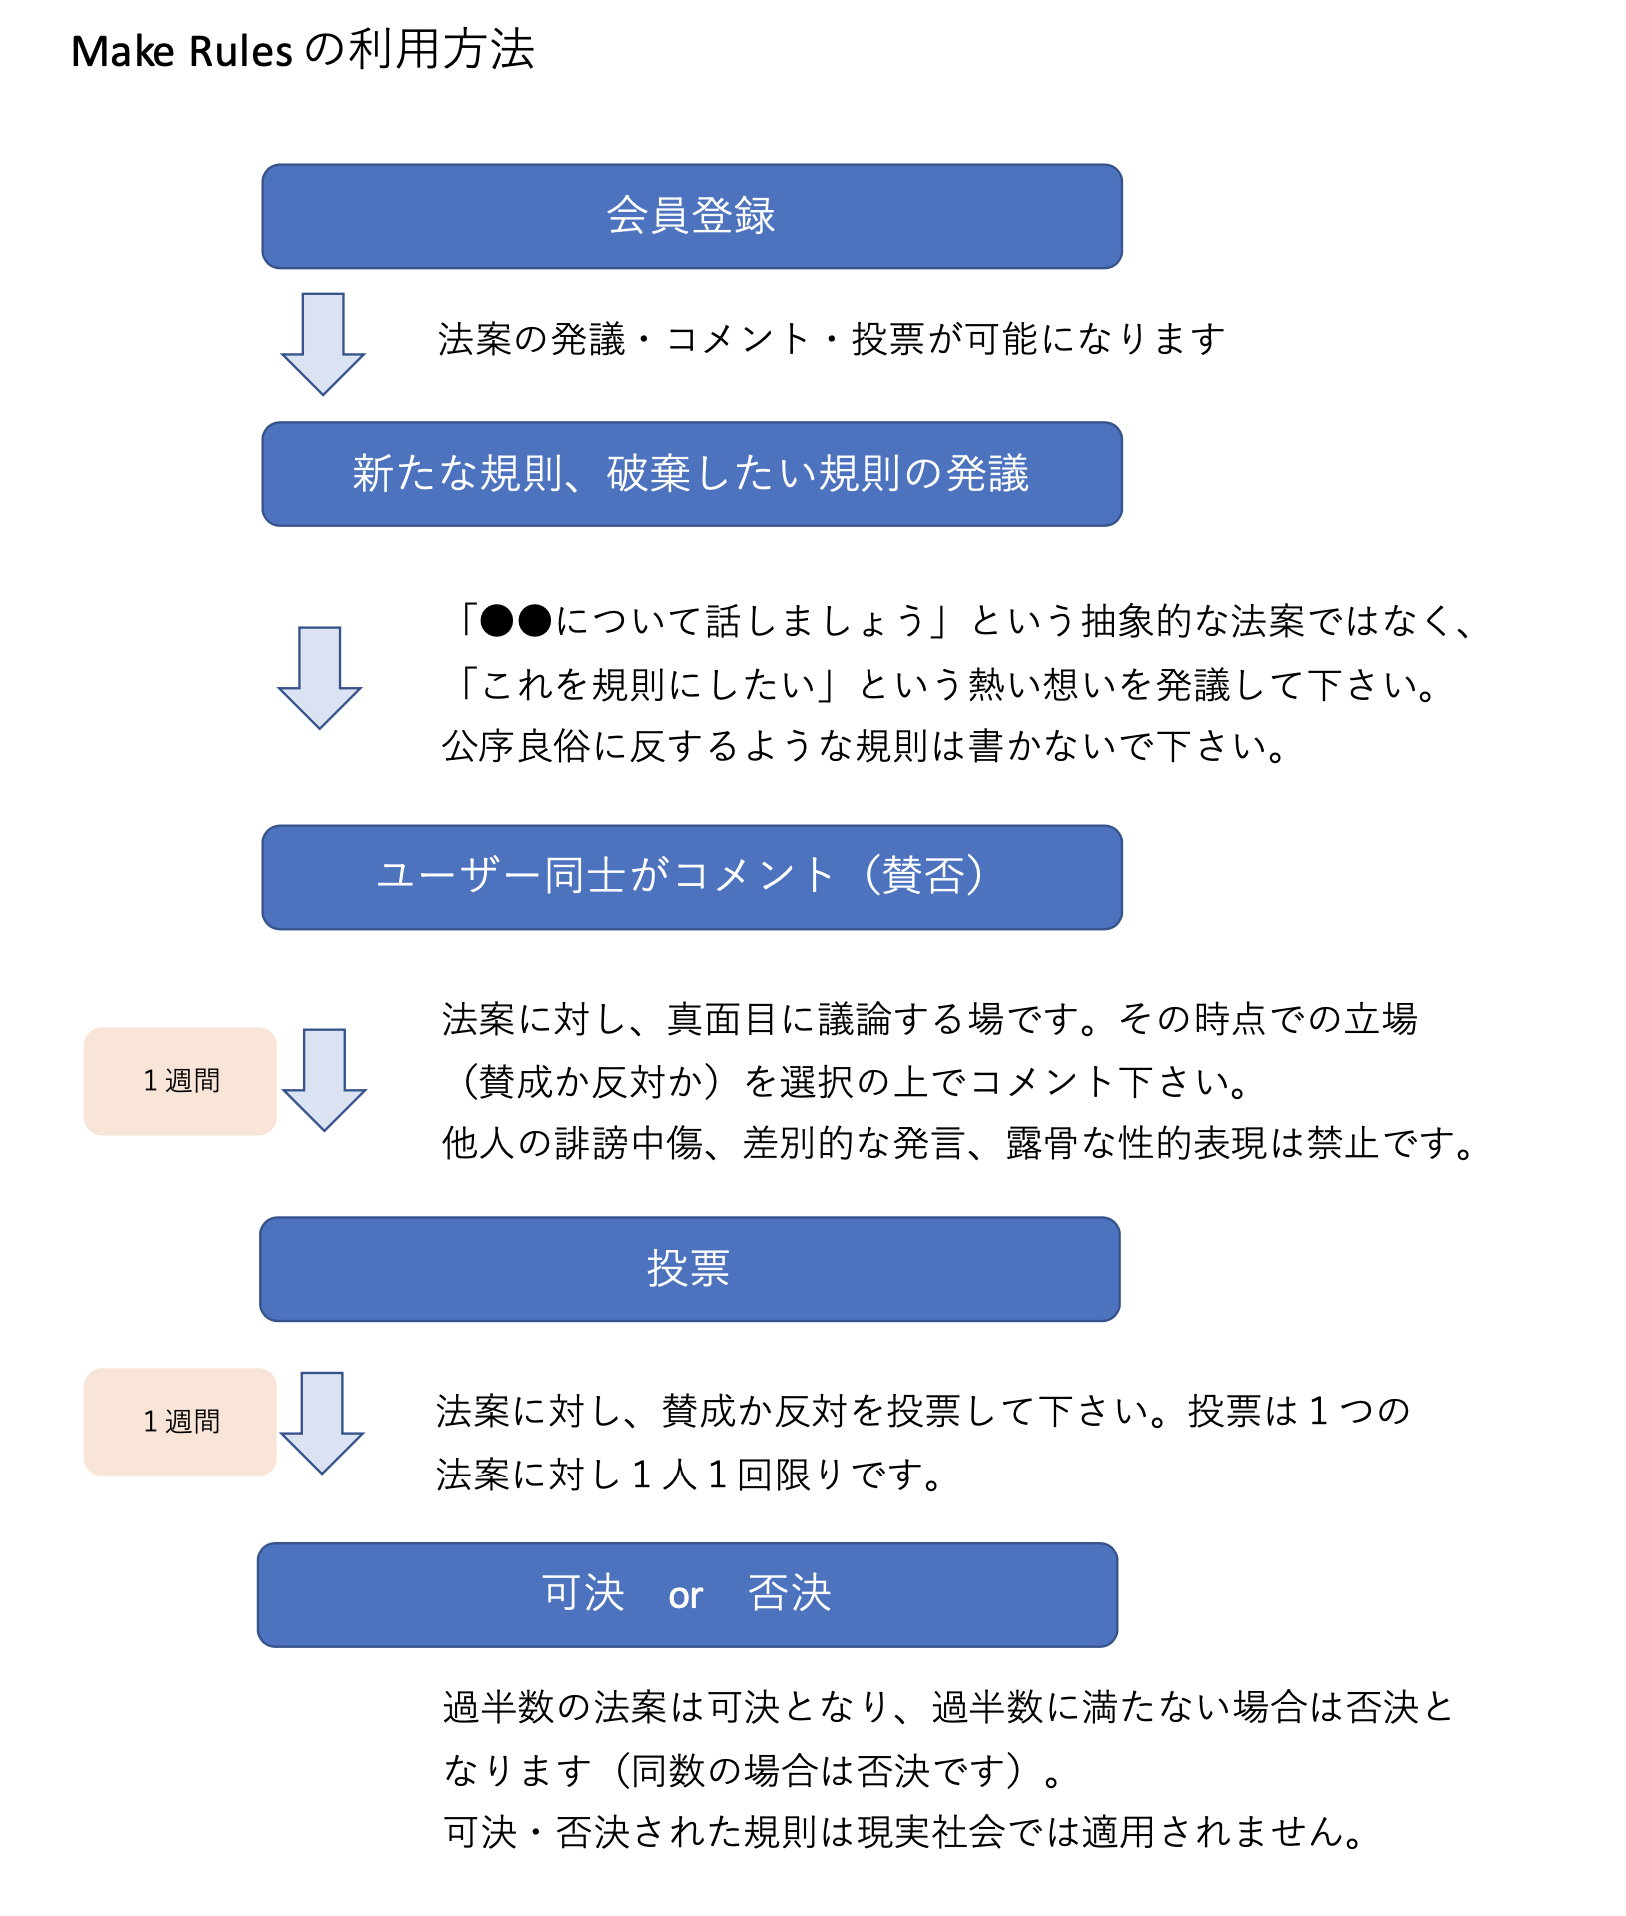 Make Rules の利用方法
会員登録
法案の発議・コメント・投票が可能になります
新たな規則、破棄したい規則の発議
「●●について話しましょう」という抽象的な法案ではなく、
「これを規則にしたい」という熱い想いを発議して下さい。
公序良俗に反するような規則は書かないで下さい。
ユーザー同士がコメント（賛否）
法案に対し、真面目に議論する場です。その時点での立場
（賛成か反対か）を選択の上でコメント下さい。
他人の誹謗中傷、差別的な発言、露骨な性的表現は禁止です。
1 週間
投票
法案に対し、賛成か反対を投票して下さい。投票は 1 つの
法案に対し 1 人 1 回限りです。
1 週間
可決　or　否決
過半数の法案は可決となり、過半数に満たない場合は否決と
なります（同数の場合は否決です）。
可決・否決された規則は現実社会では適用されません。